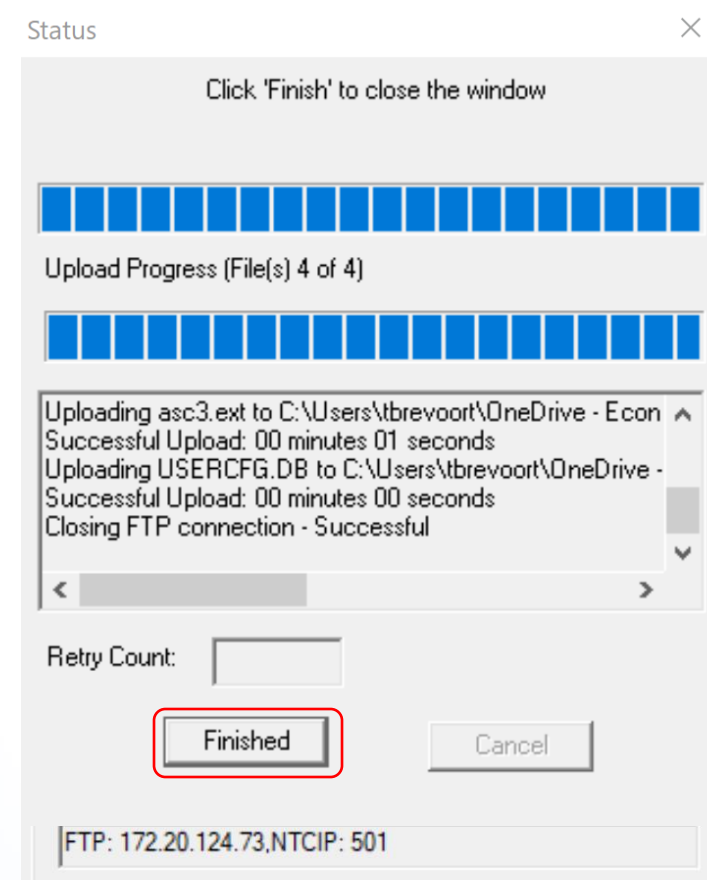 Status
Click 'Finish' to close the window
Upload Progress (File(s) 4 of 4)
Uploading asc3.ext to C:\Users\tbrevoort\OneDrive - Econ
Successful Upload: 00 minutes 01 seconds
Uploading USERCFG.DB to C:\Users\tbrevoort\OneDrive -
Successful Upload: 00 minutes 00 seconds
Closing FTP connection - Successful
Retry Count:
Finished
Cancel
FTP: 172.20.124.73,NTCIP: 501